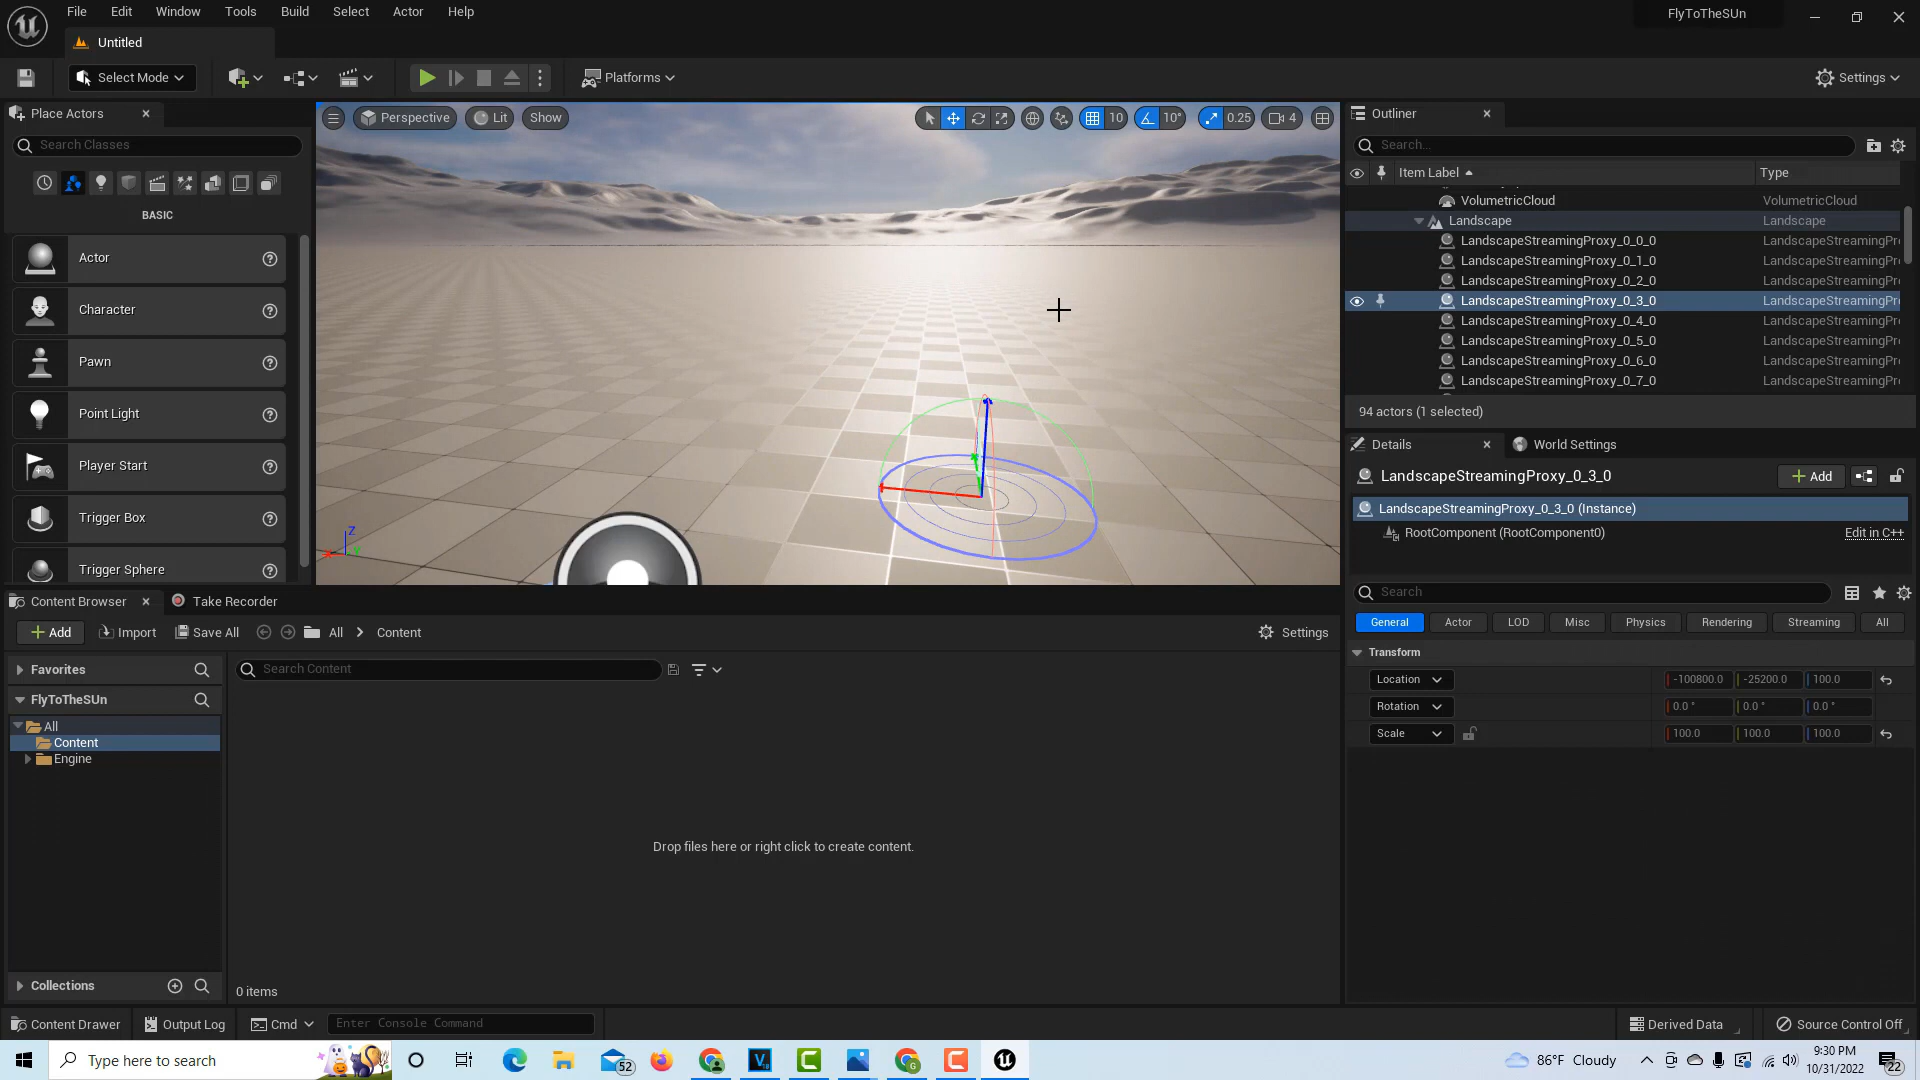 File Edit Window Tools Build Select Actor Help
FlyToTheSUn
Untitled
Select Mode
Platforms
Settings
Place Actors
Search Classes
BASIC
Actor
Character
Pawn
Point Light
Player Start
Trigger Box
Trigger Sphere
Perspective
Lit
Show
10
10°
0.25
4
Z
Y
Outliner
Search...
Item Label
Type
VolumetricCloud VolumetricCloud
Landscape Landscape
LandscapeStreamingProxy_0_0_0 LandscapeStreamingPr
LandscapeStreamingProxy_0_1_0 LandscapeStreamingPr
LandscapeStreamingProxy_0_2_0 LandscapeStreamingPr
LandscapeStreamingProxy_0_3_0 LandscapeStreamingPr
LandscapeStreamingProxy_0_4_0 LandscapeStreamingPr
LandscapeStreamingProxy_0_5_0 LandscapeStreamingPr
LandscapeStreamingProxy_0_6_0 LandscapeStreamingPr
LandscapeStreamingProxy_0_7_0 LandscapeStreamingPr
94 actors (1 selected)
Details
World Settings
LandscapeStreamingProxy_0_3_0
Add
LandscapeStreamingProxy_0_3_0 (Instance)
RootComponent (RootComponent0)
Edit in C++
Search
General Actor LOD Misc Physics Rendering Streaming All
Transform
Location -100800.0 -25200.0 100.0
Rotation 0.0 ° 0.0 ° 0.0 °
Scale 100.0 100.0 100.0
Content Browser
Take Recorder
Add
Import
Save All
All
Content
Settings
Favorites
FlyToTheSUn
All
Content
Engine
Collections
Search Content
Drop files here or right click to create content.
0 items
Content Drawer
Output Log
Cmd
Enter Console Command
Derived Data
Source Control Off
Type here to search
52
86°F Cloudy
9:30 PM
10/31/2022
22